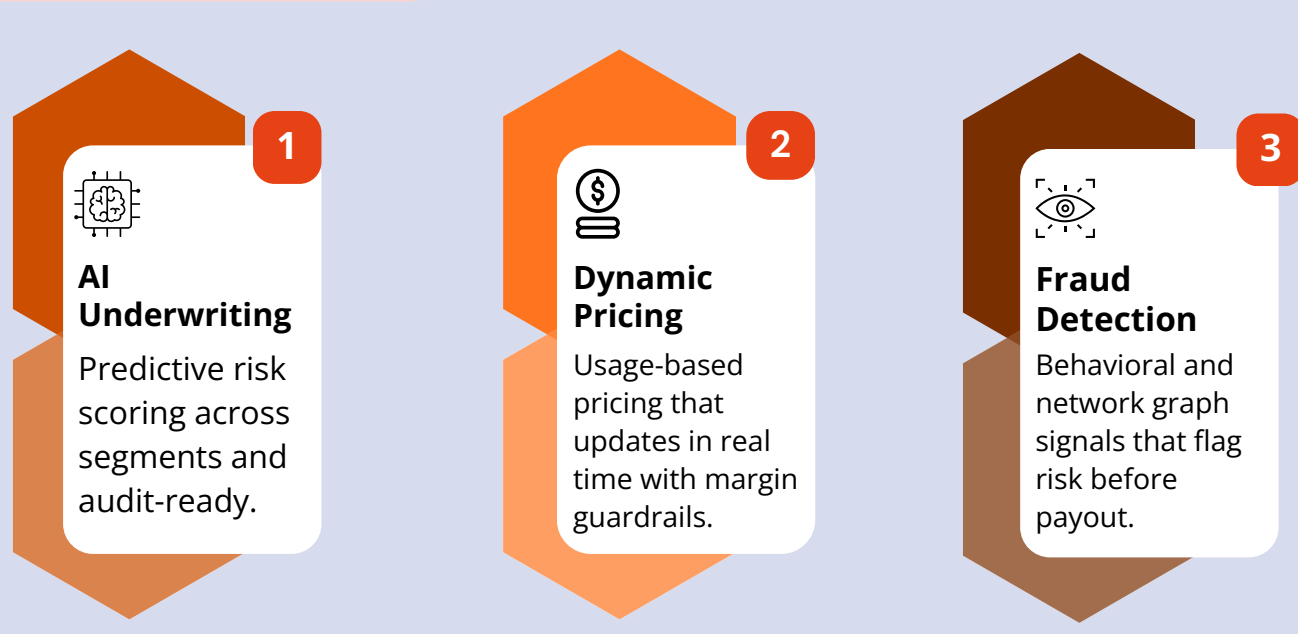 1
AI
Underwriting
Predictive risk
scoring across
segments and
audit-ready.
2
Dynamic
Pricing
Usage-based
pricing that
updates in real
time with margin
guardrails.
3
Fraud
Detection
Behavioral and
network graph
signals that flag
risk before
payout.